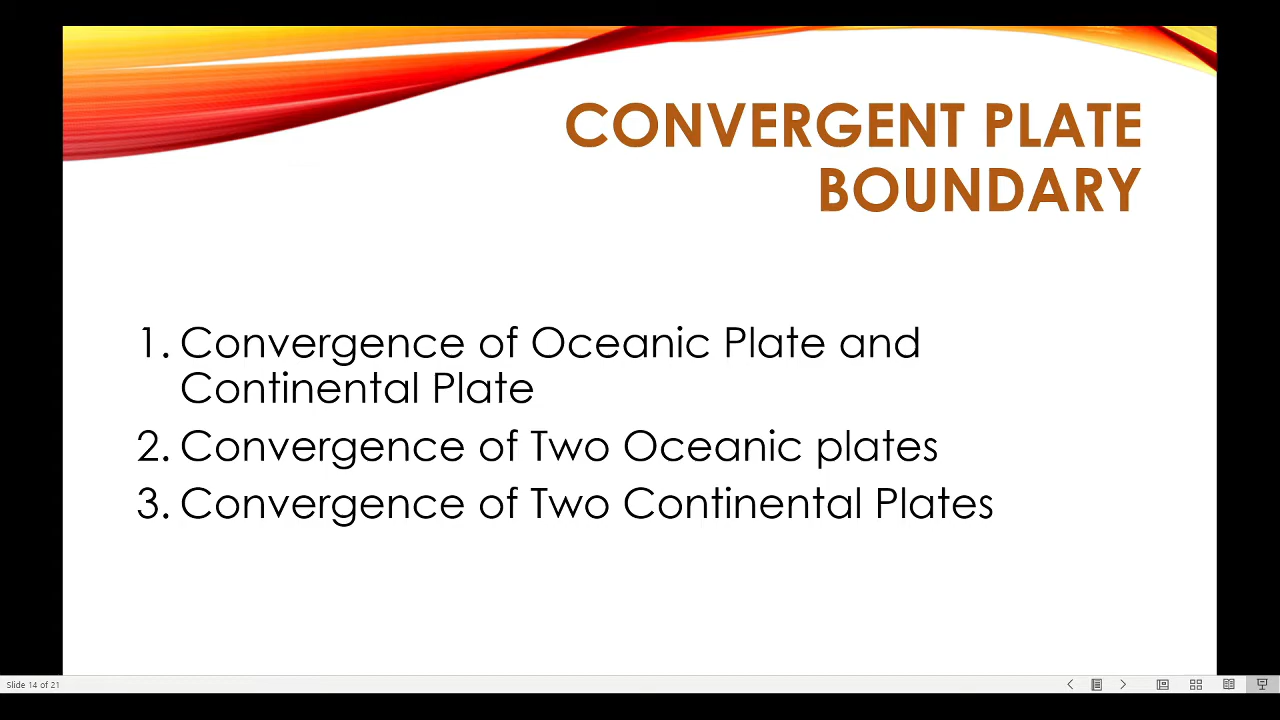 CONVERGENT PLATE
BOUNDARY
1. Convergence of Oceanic Plate and
Continental Plate
2. Convergence of Two Oceanic plates
3. Convergence of Two Continental Plates
Slide 14 of 21